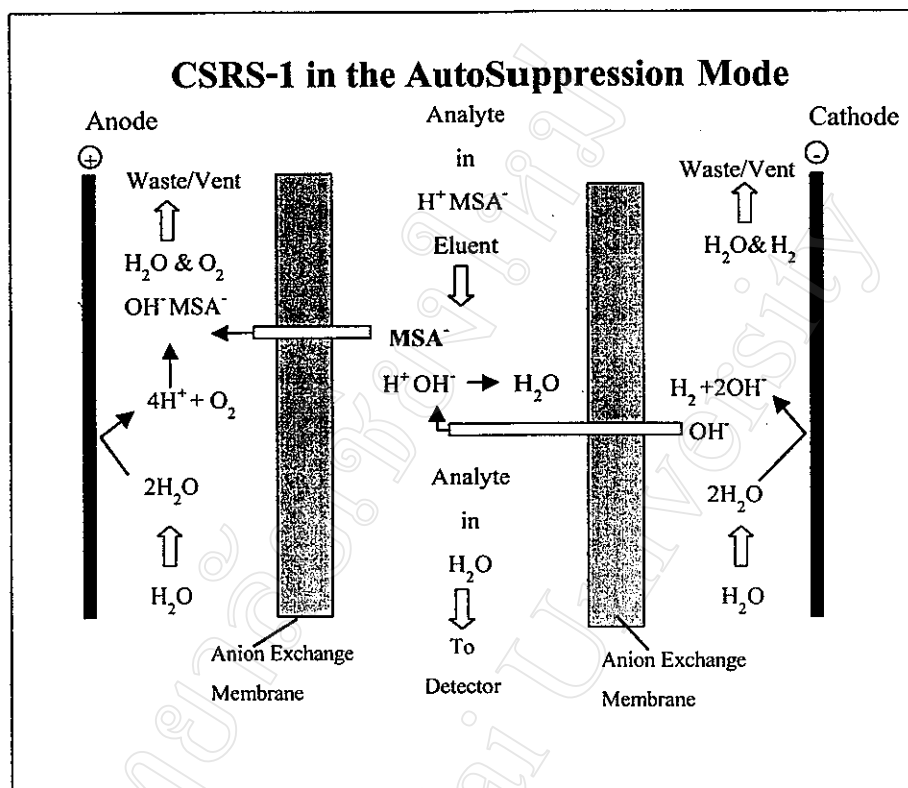 CSRS-1 in the AutoSuppression Mode
Anode
+
Waste/Vent
H₂O & O₂
OH⁻MSA⁻
4H⁺ + O₂
2H₂O
H₂O
Anion Exchange
Membrane
Analyte
in
H⁺MSA⁻
Eluent
MSA⁻
H⁺OH⁻
H₂O
Analyte
in
H₂O
To
Detector
Cathode
-
Waste/Vent
H₂O & H₂
H₂ +2OH⁻
OH⁻
2H₂O
H₂O
Anion Exchange
Membrane
University